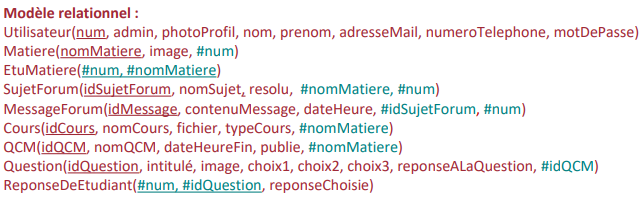 Modèle relationnel :
Utilisateur(num, admin, photoProfil, nom, prenom, adresseMail, numeroTelephone, motDePasse)
Matiere(nomMatiere, image, #num)
EtuMatiere(#num, #nomMatiere)
SujetForum(idSujetForum, nomSujet, resolu, #nomMatiere, #num)
MessageForum(idMessage, contenuMessage, dateHeure, #idSujetForum, #num)
Cours(idCours, nomCours, fichier, typeCours, #nomMatiere)
QCM(idQCM, nomQCM, dateHeureFin, publie, #nomMatiere)
Question(idQuestion, intitulé, image, choix1, choix2, choix3, reponseALaQuestion, #idQCM)
ReponseDeEtudiant(#num, #idQuestion, reponseChoisie)